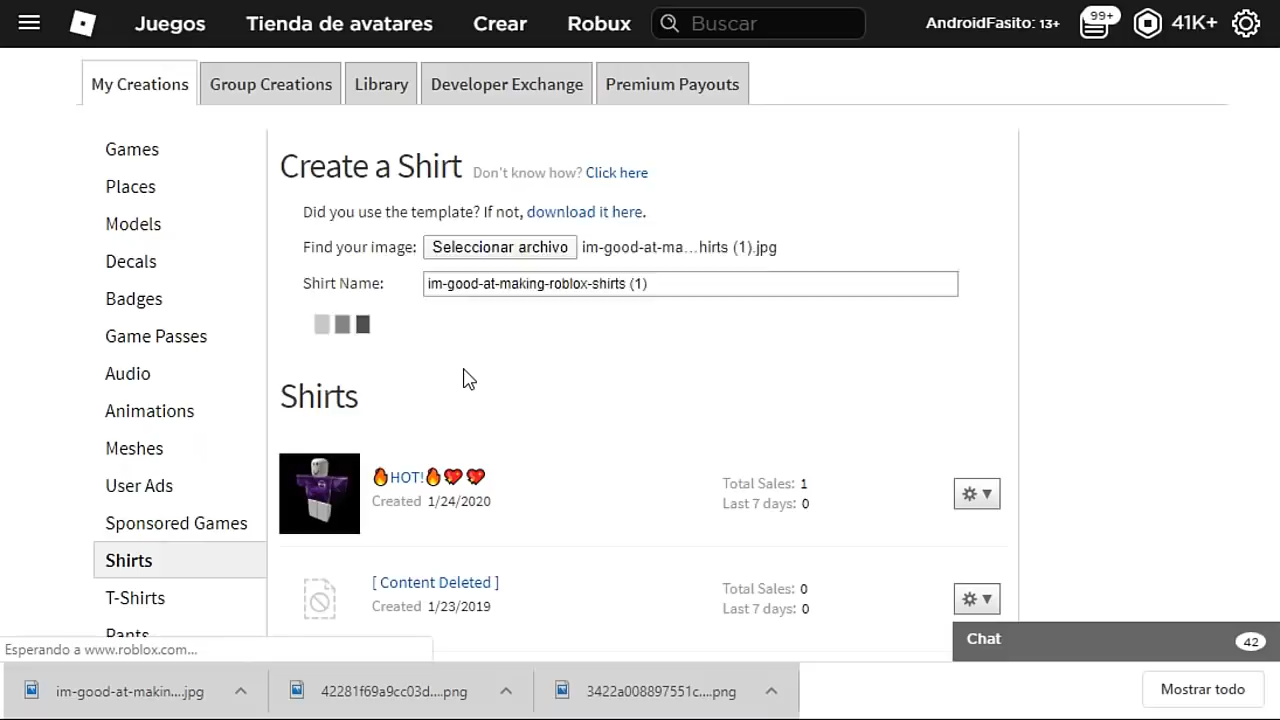 Juegos Tienda de avatares Crear Robux Buscar AndroidFasito: 13+ 99+ 41K+
My Creations Group Creations Library Developer Exchange Premium Payouts
Games
Places
Models
Decals
Badges
Game Passes
Audio
Animations
Meshes
User Ads
Sponsored Games
Shirts
T-Shirts
Pants
Create a Shirt Don't know how? Click here
Did you use the template? If not, download it here.
Find your image: Seleccionar archivo im-good-at-ma...hirts (1).jpg
Shirt Name: im-good-at-making-roblox-shirts (1)
Shirts
🔥HOT!🔥💖💖 Total Sales: 1
Created 1/24/2020 Last 7 days: 0
[ Content Deleted ] Total Sales: 0
Created 1/23/2019 Last 7 days: 0
Chat 42
Esperando a www.roblox.com...
im-good-at-makin....jpg 42281f69a9cc03d....png 3422a008897551c....png Mostrar todo